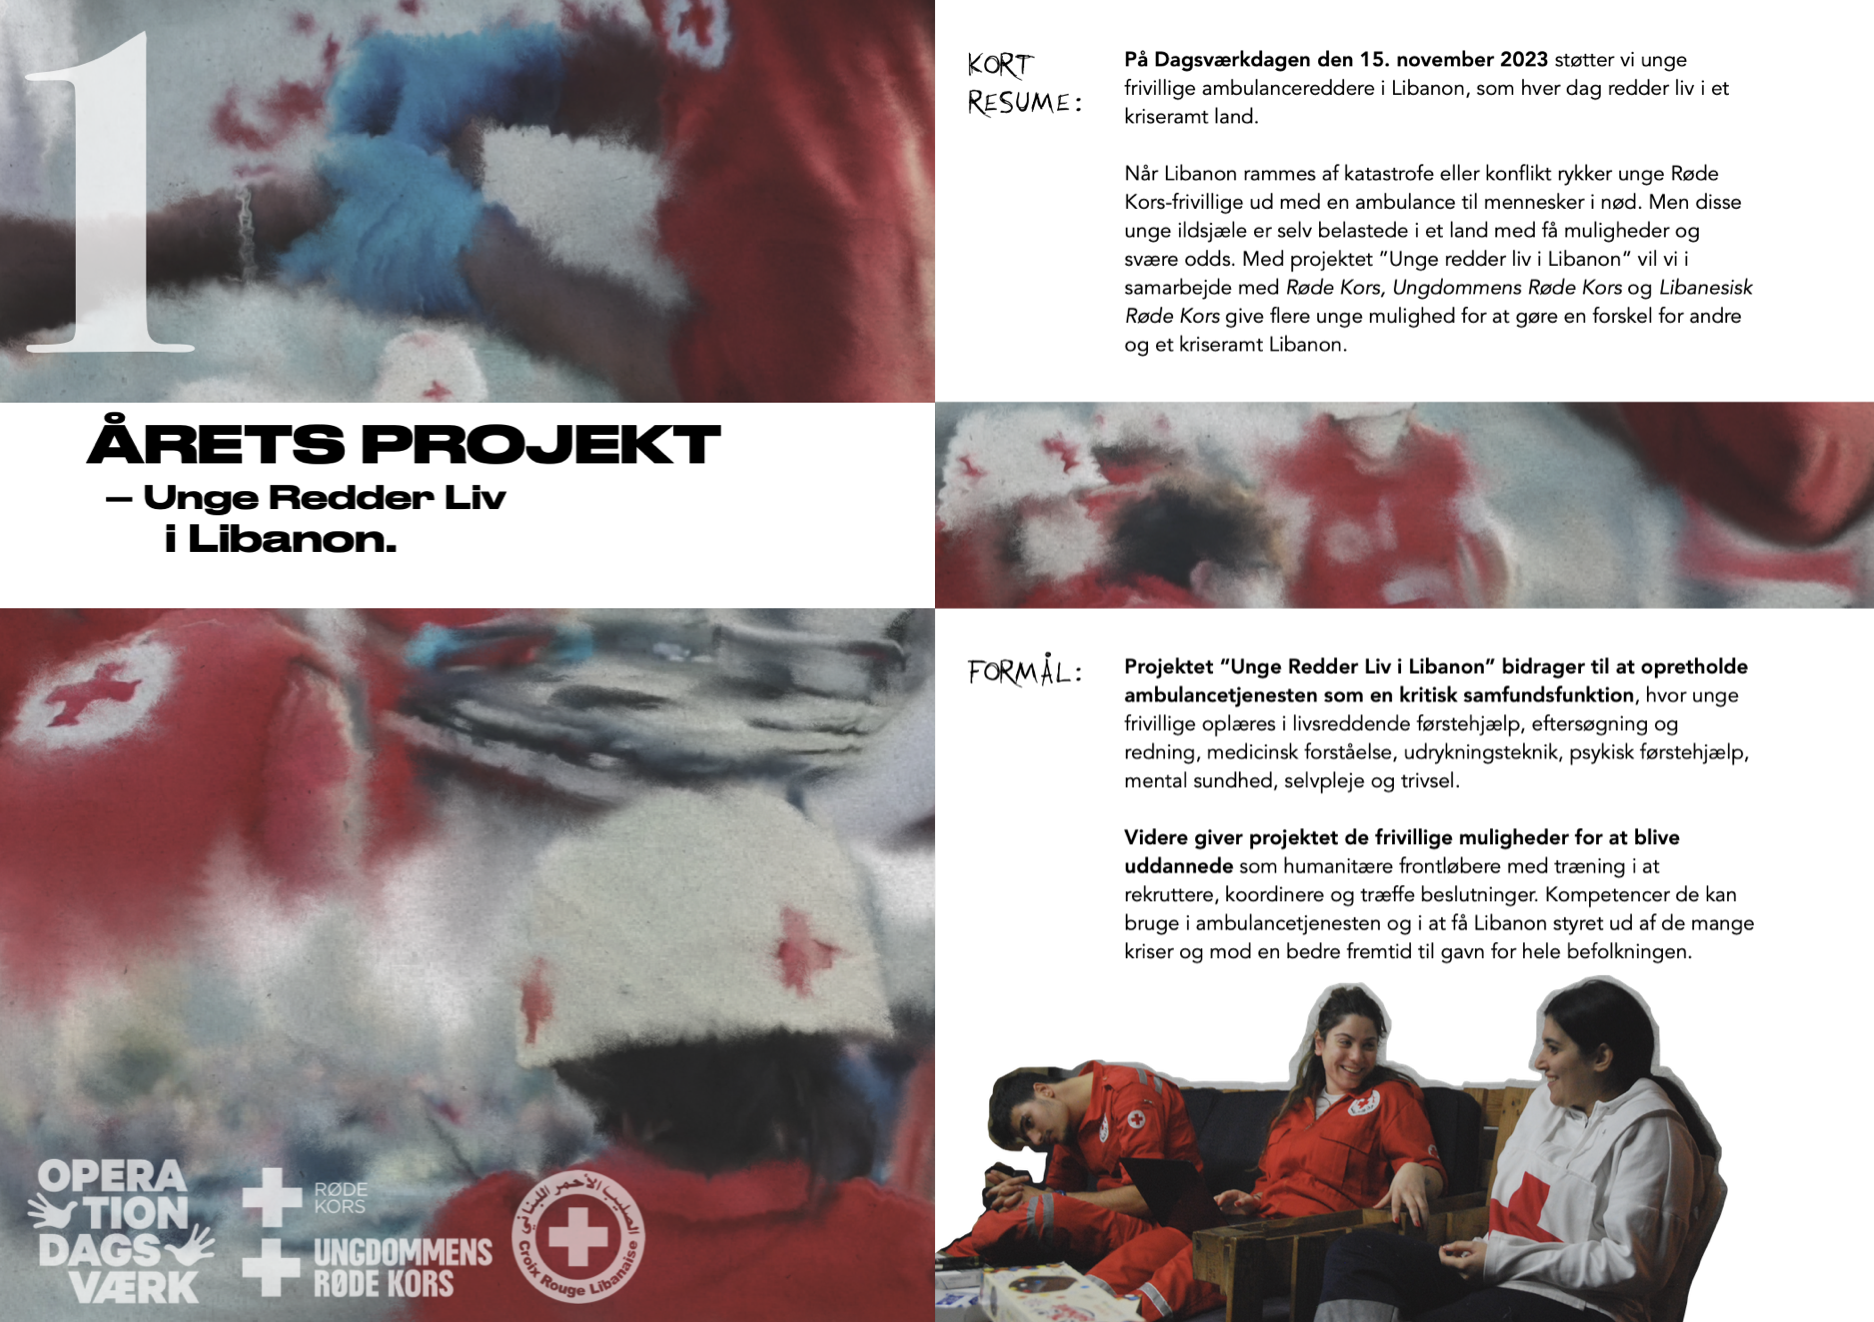 1
ÅRETS PROJEKT
– Unge Redder Liv
i Libanon.
OPERA
TION
DAGS
VÆRK
RØDE
KORS
UNGDOMMENS
RØDE KORS
الصليب الأحمر اللبناني
Croix Rouge Libanaise
KORT
RESUME:
På Dagsværkdagen den 15. november 2023 støtter vi unge
frivillige ambulancereddere i Libanon, som hver dag redder liv i et
kriseramt land.
Når Libanon rammes af katastrofe eller konflikt rykker unge Røde
Kors-frivillige ud med en ambulance til mennesker i nød. Men disse
unge ildsjæle er selv belastede i et land med få muligheder og
svære odds. Med projektet ”Unge redder liv i Libanon” vil vi i
samarbejde med Røde Kors, Ungdommens Røde Kors og Libanesisk
Røde Kors give flere unge mulighed for at gøre en forskel for andre
og et kriseramt Libanon.
FORMÅL:
Projektet ”Unge Redder Liv i Libanon” bidrager til at opretholde
ambulancetjenesten som en kritisk samfundsfunktion, hvor unge
frivillige oplæres i livsreddende førstehjælp, eftersøgning og
redning, medicinsk forståelse, udrykningsteknik, psykisk førstehjælp,
mental sundhed, selvpleje og trivsel.
Videre giver projektet de frivillige muligheder for at blive
uddannede som humanitære frontløbere med træning i at
rekruttere, koordinere og træffe beslutninger. Kompetencer de kan
bruge i ambulancetjenesten og i at få Libanon styret ud af de mange
kriser og mod en bedre fremtid til gavn for hele befolkningen.